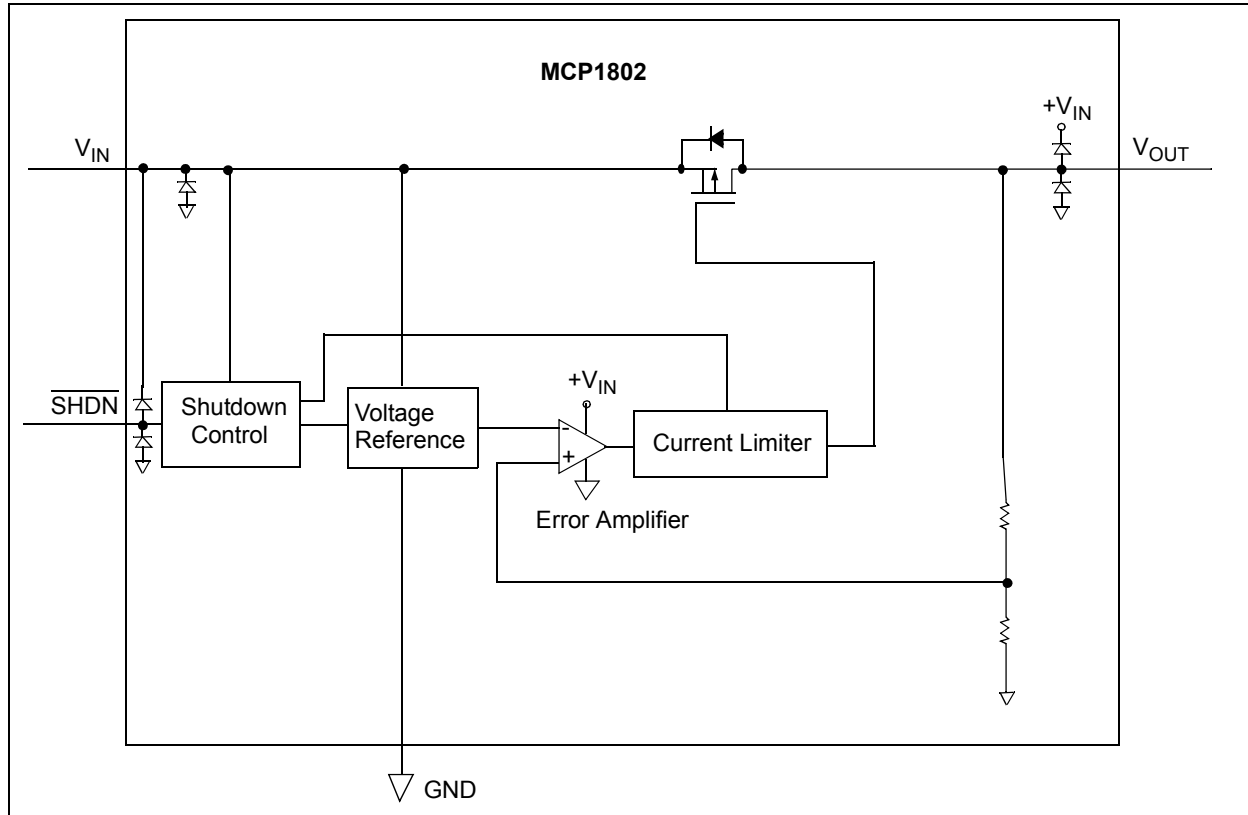 MCP1802
+VIN
VIN
VOUT
SHDN
Shutdown
Control
Voltage
Reference
+VIN
-
+
Current Limiter
Error Amplifier
GND